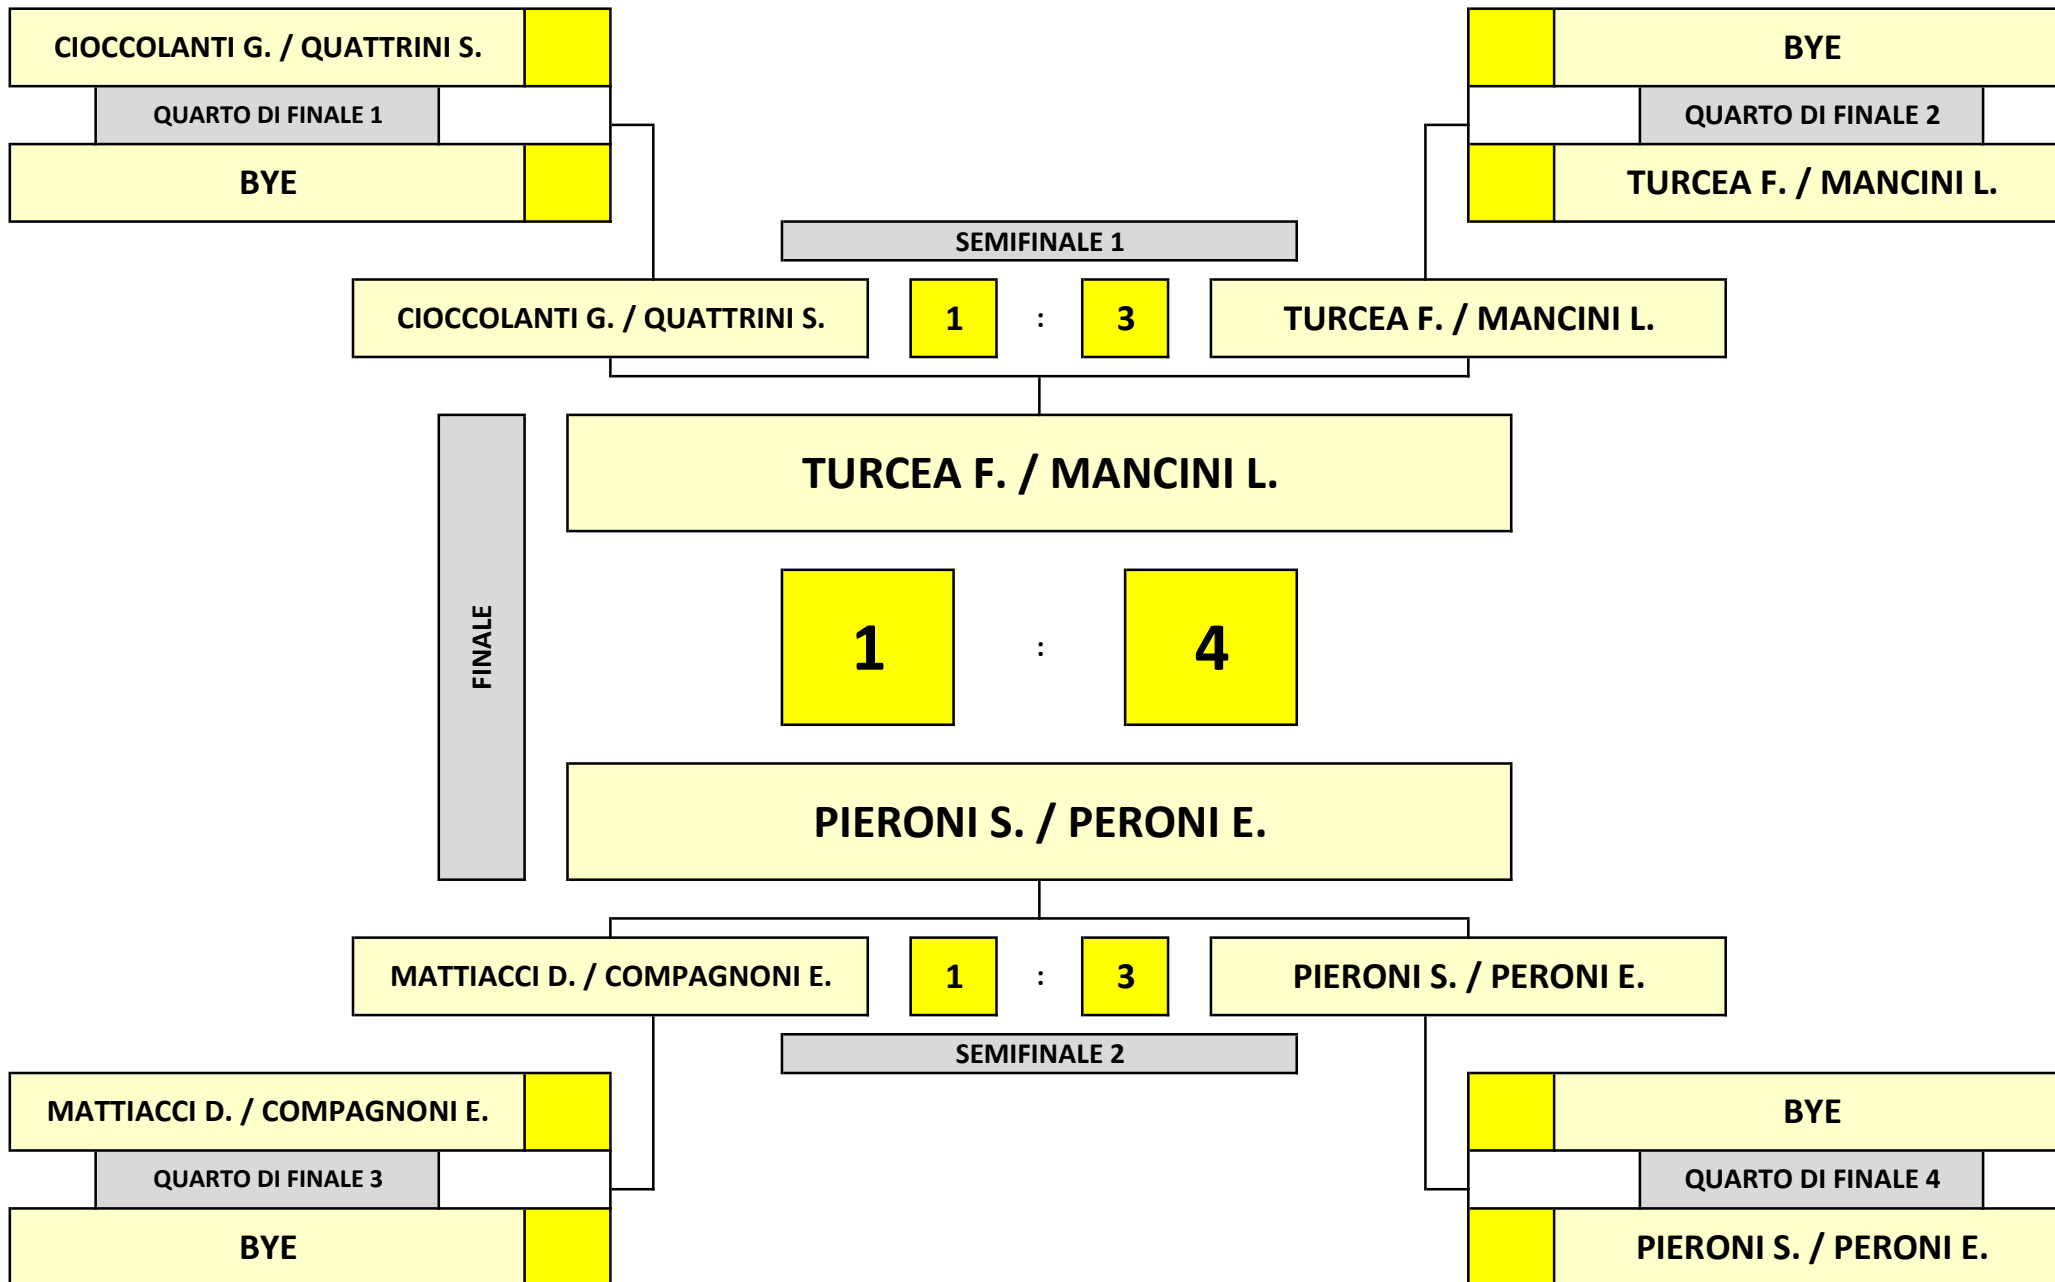 CIOCCOLANTI G. / QUATTRINI S.
BYE
QUARTO DI FINALE 1
QUARTO DI FINALE 2
BYE
TURCEA F. / MANCINI L.
SEMIFINALE 1
CIOCCOLANTI G. / QUATTRINI S.
1 : 3
TURCEA F. / MANCINI L.
TURCEA F. / MANCINI L.
FINALE
1 : 4
PIERONI S. / PERONI E.
MATTIACCI D. / COMPAGNONI E.
1 : 3
PIERONI S. / PERONI E.
SEMIFINALE 2
MATTIACCI D. / COMPAGNONI E.
BYE
QUARTO DI FINALE 3
QUARTO DI FINALE 4
BYE
PIERONI S. / PERONI E.